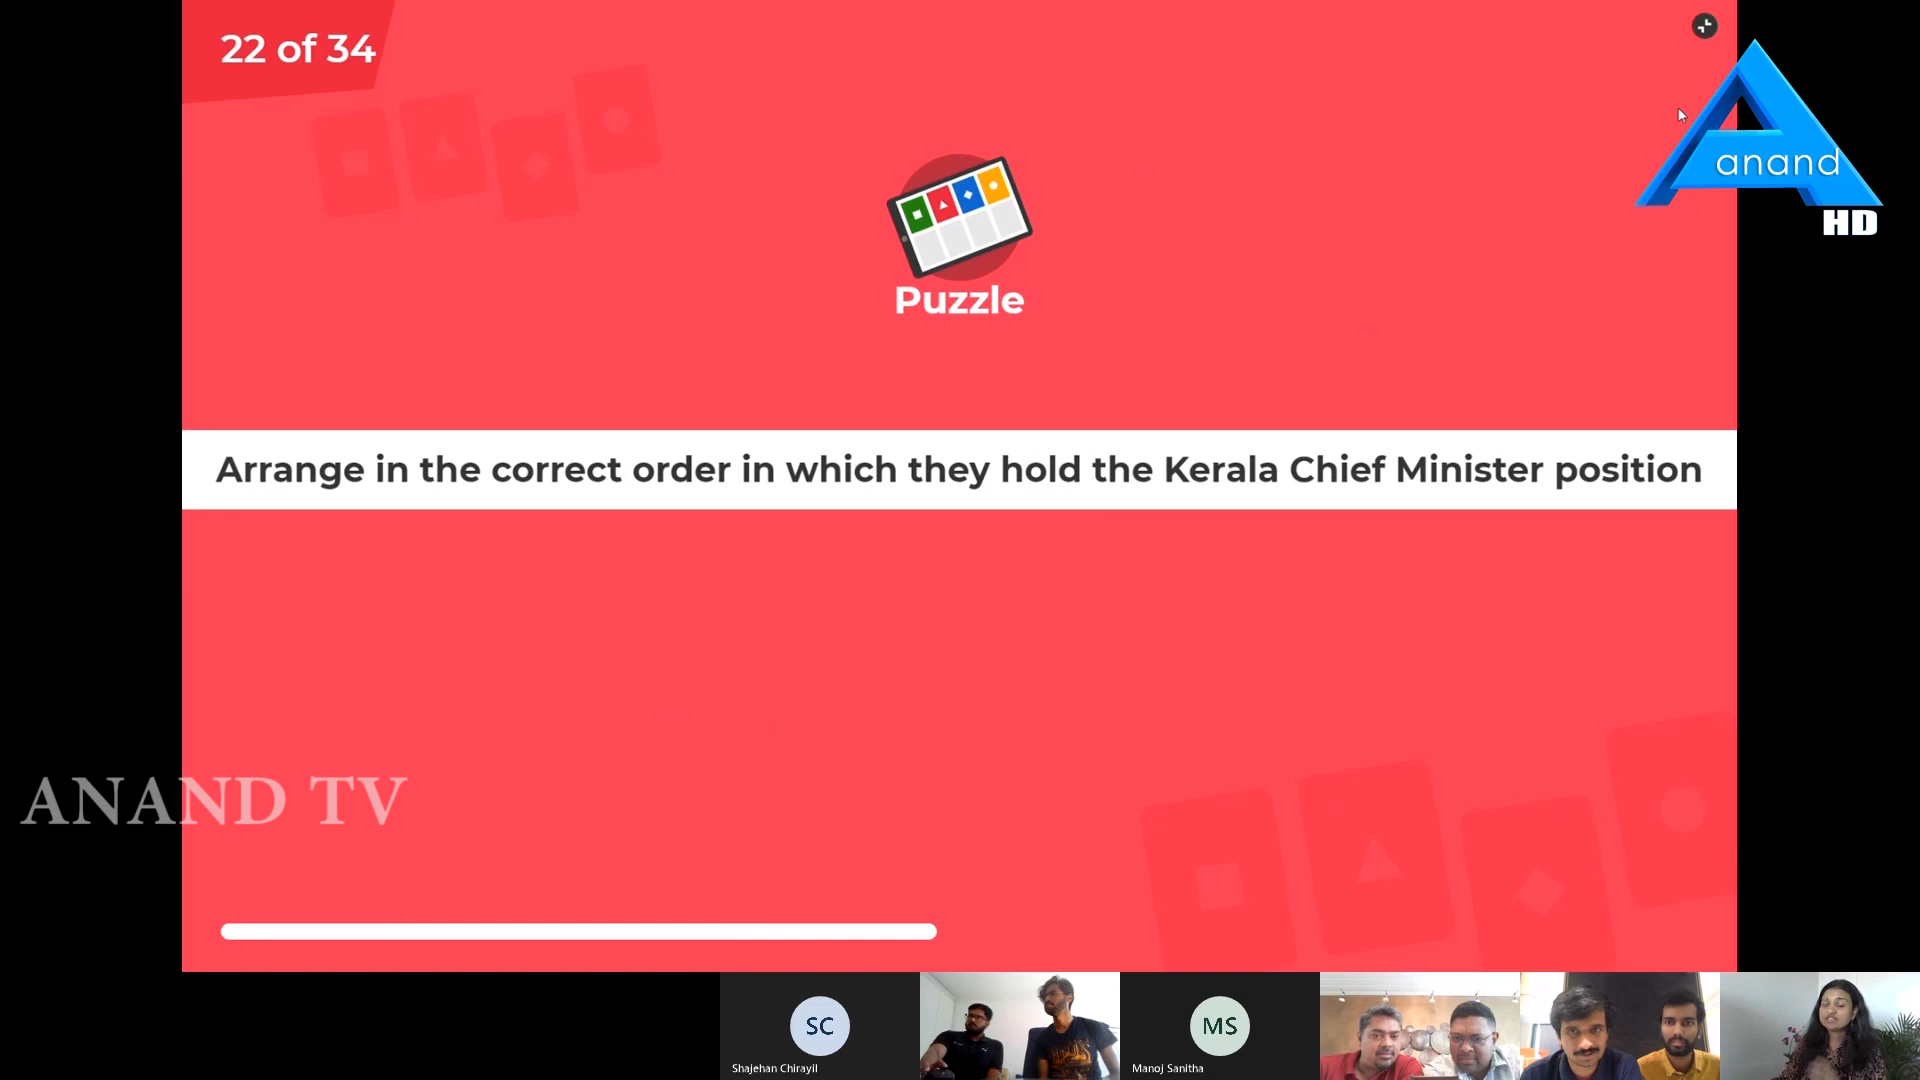 22 of 34
anand
HD
Puzzle
Arrange in the correct order in which they hold the Kerala Chief Minister position
ANAND TV
SC
Shajehan Chirayil
MS
Manoj Sanitha